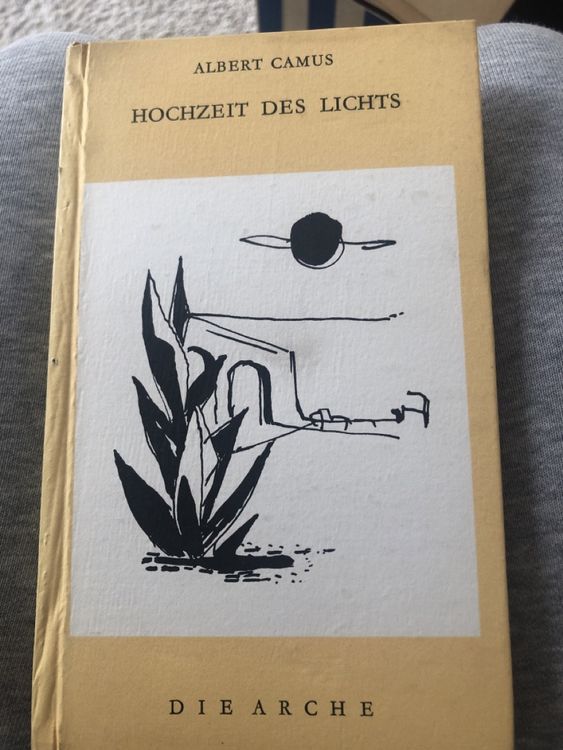 ALBERT CAMUS
HOCHZEIT DES LICHTS
DIE ARCHE